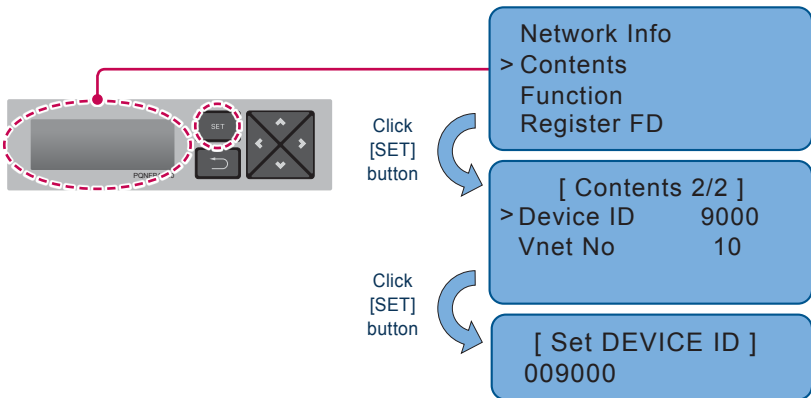 Network Info
> Contents
Function
Register FD
SET
Click
[SET]
button
[ Contents 2/2 ]
> Device ID 9000
Vnet No 10
Click
[SET]
button
[ Set DEVICE ID ]
009000